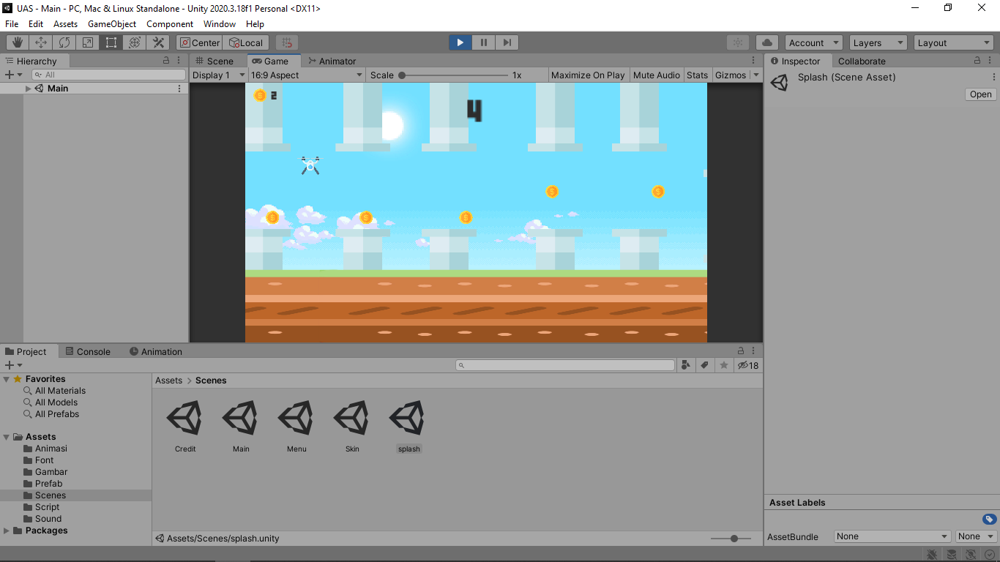 UAS - Main - PC, Mac & Linux Standalone - Unity 2020.3.18f1 Personal <DX11>
File Edit Assets GameObject Component Window Help
Center Local Account Layers Layout
Hierarchy Scene Game Animator Inspector Collaborate
All Display 1 16:9 Aspect Scale 1x Maximize On Play Mute Audio Stats Gizmos
Splash (Scene Asset)
Open
Main
2
4
Project Console Animation
18
Favorites
All Materials
All Models
All Prefabs
Assets
Animasi
Font
Gambar
Prefab
Scenes
Script
Sound
Packages
Assets > Scenes
Credit Main Menu Skin splash
Assets/Scenes/splash.unity
Asset Labels
AssetBundle None None